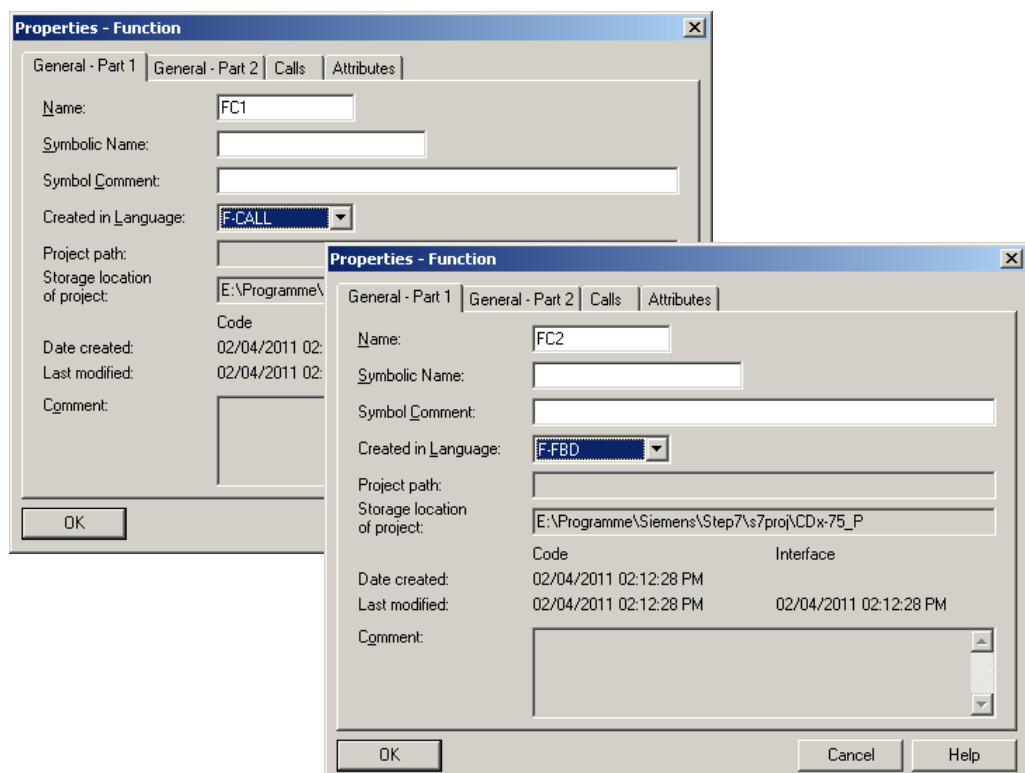 Properties - Function
General - Part 1 General - Part 2 Calls Attributes
Name: FC1
Symbolic Name:
Symbol Comment:
Created in Language: F-CALL
Project path:
Storage location
of project: E:\Programme\
Code
Date created: 02/04/2011 02:
Last modified: 02/04/2011 02:
Comment:
OK
Properties - Function
General - Part 1 General - Part 2 Calls Attributes
Name: FC2
Symbolic Name:
Symbol Comment:
Created in Language: F-FBD
Project path:
Storage location
of project: E:\Programme\Siemens\Step7\s7proj\CDx-75_P
Code Interface
Date created: 02/04/2011 02:12:28 PM
Last modified: 02/04/2011 02:12:28 PM 02/04/2011 02:12:28 PM
Comment:
OK Cancel Help